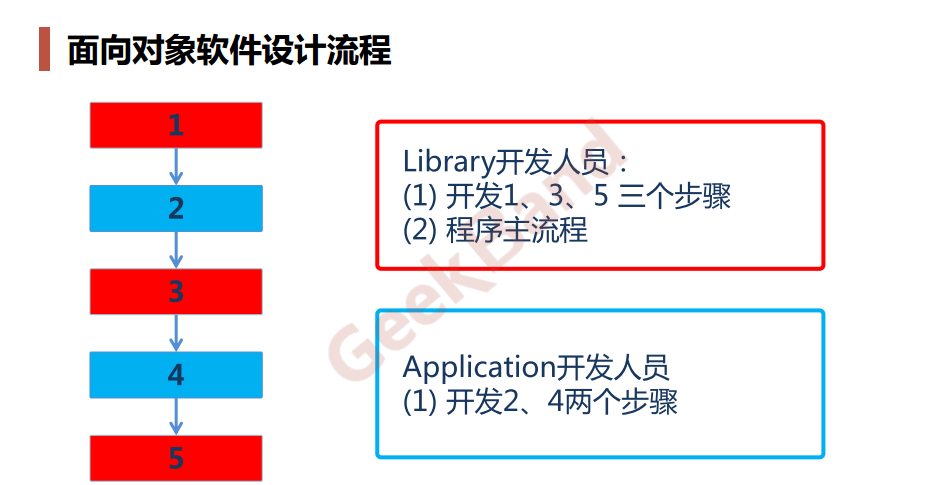 面向对象软件设计流程
1
2
3
4
5
Library开发人员：
(1) 开发1、3、5 三个步骤
(2) 程序主流程
Application开发人员
(1) 开发2、4两个步骤
GeekBand